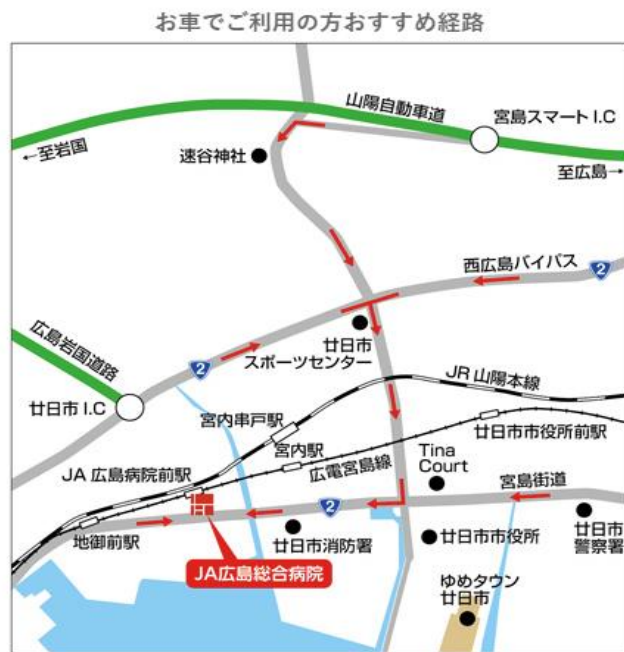 お車でご利用の方おすすめ経路
山陽自動車道
宮島スマートI.C
←至岩国
速谷神社
至広島→
西広島バイパス
2
広島岩国道路
廿日市
スポーツセンター
2
廿日市I.C
JR山陽本線
宮内串戸駅
宮内駅
廿日市市役所前駅
JA広島病院前駅
広電宮島線
Tina
Court
宮島街道
2
地御前駅
廿日市消防署
廿日市市役所
廿日市
警察署
JA広島総合病院
ゆめタウン
廿日市